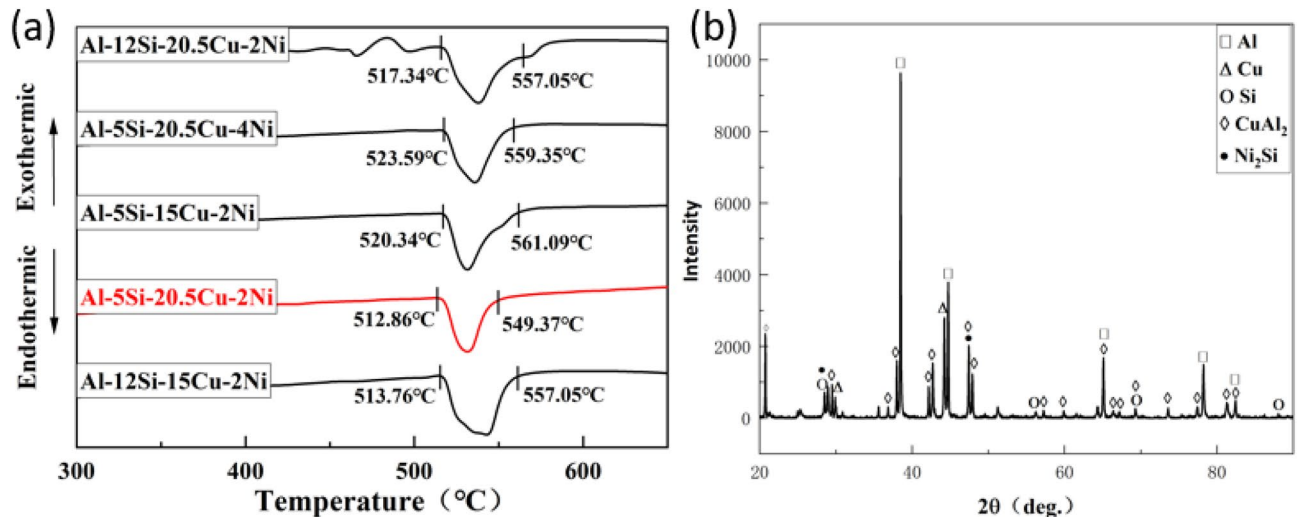 (a)
Al-12Si-20.5Cu-2Ni
517.34℃
557.05℃
Al-5Si-20.5Cu-4Ni
523.59℃
559.35℃
Al-5Si-15Cu-2Ni
520.34℃
561.09℃
Al-5Si-20.5Cu-2Ni
512.86℃
549.37℃
Al-12Si-15Cu-2Ni
513.76℃
557.05℃
Exothermic
Endothermic
300
400
500
600
Temperature（℃）
(b)
Al
Cu
Si
CuAl₂
Ni₂Si
Intensity
10000
8000
6000
4000
2000
0
20
40
60
80
2θ（deg.）